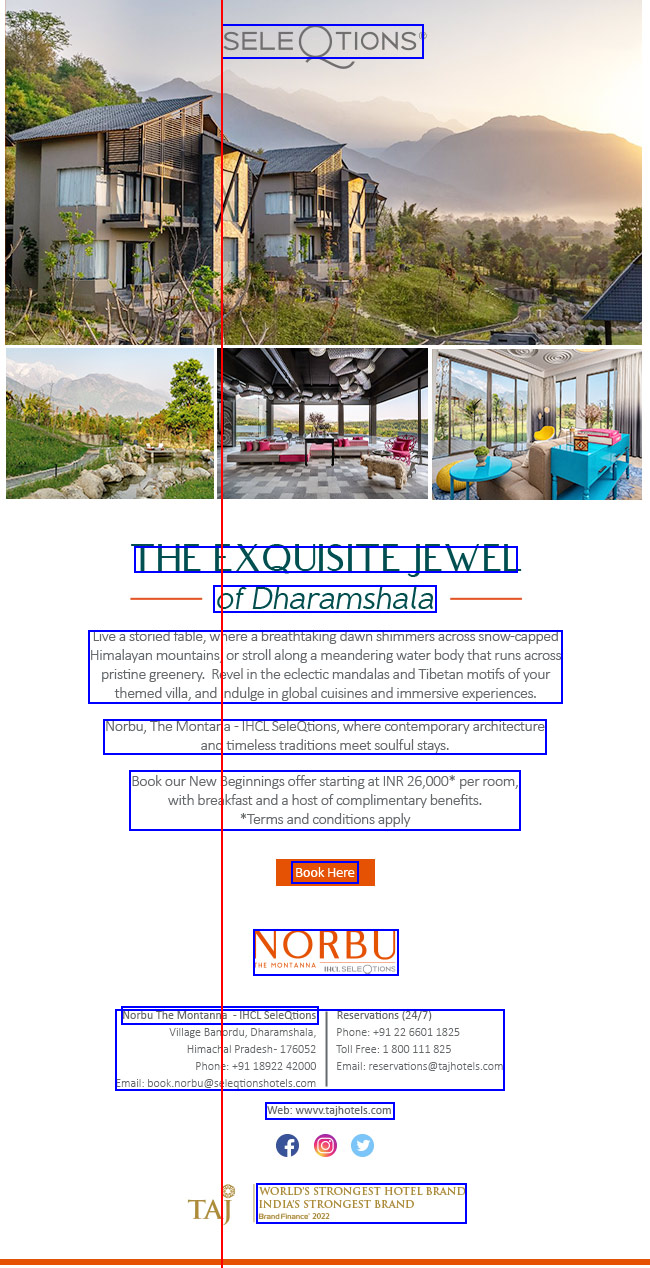 SELEQTIONS®
THE EXQUISITE JEWEL
of Dharamshala
Live a storied fable, where a breathtaking dawn shimmers across snow-capped
Himalayan mountains, or stroll along a meandering water body that runs across
pristine greenery. Revel in the eclectic mandalas and Tibetan motifs of your
themed villa, and indulge in global cuisines and immersive experiences.
Norbu, The Montana - IHCL SeleQtions, where contemporary architecture
and timeless traditions meet soulful stays.
Book our New Beginnings offer starting at INR 26,000* per room,
with breakfast and a host of complimentary benefits.
*Terms and conditions apply
Book Here
NORBU
THE MONTANNA
IHCL SELEQTIONS
Norbu The Montanna - IHCL SeleQtions
Village Banordu, Dharamshala,
Himachal Pradesh- 176052
Phone: +91 18922 42000
Email: book.norbu@seleqtionshotels.com
Reservations (24/7)
Phone: +91 22 6601 1825
Toll Free: 1 800 111 825
Email: reservations@tajhotels.com
Web: wwvv.tajhotels.com
TAJ
WORLD'S STRONGEST HOTEL BRAND
INDIA'S STRONGEST BRAND
Brand Finance® 2022